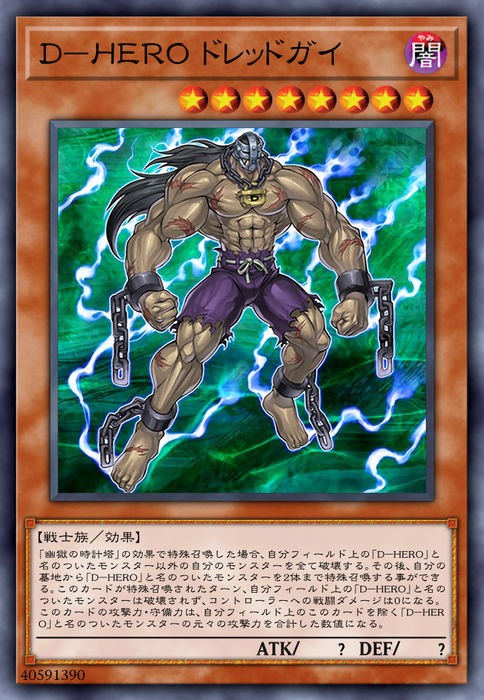 D－HERO ドレッドガイ
やみ
闇
【戦士族／効果】
「幽獄の時計塔」の効果で特殊召喚した場合、自分フィールド上の「D－HERO」と
名のついたモンスター以外の自分のモンスターを全て破壊する。その後、自分の
墓地から「D－HERO」と名のついたモンスターを2体まで特殊召喚する事ができ
る。このカードが特殊召喚されたターン、自分フィールド上の「D－HERO」と名の
ついたモンスターは破壊されず、コントローラーへの戦闘ダメージは0になる。
このカードの攻撃力・守備力は、自分フィールド上のこのカードを除く「D－HER
O」と名のついたモンスターの元々の攻撃力を合計した数値になる。
ATK/ ? DEF/ ?
40591390